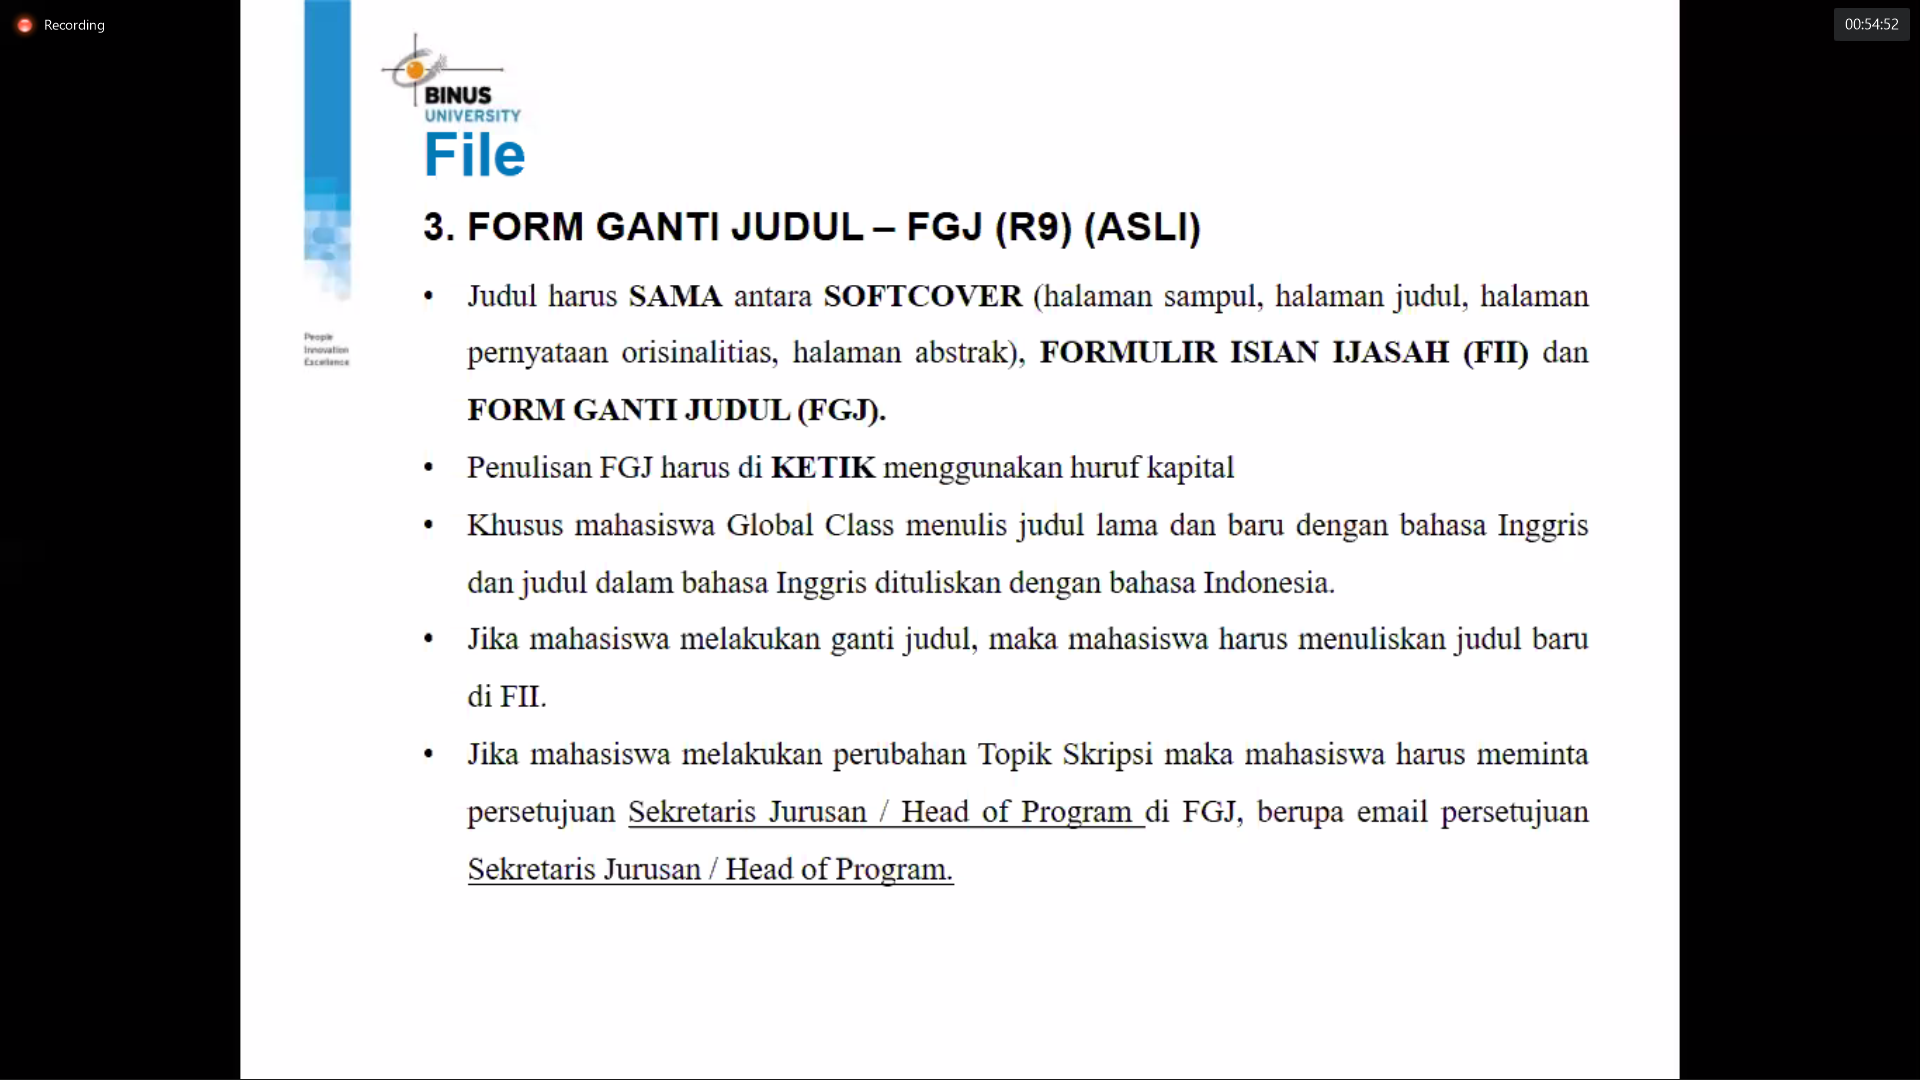 Recording
00:54:52
BINUS
UNIVERSITY
File
People
Innovation
Excellence
3. FORM GANTI JUDUL – FGJ (R9) (ASLI)
• Judul harus SAMA antara SOFTCOVER (halaman sampul, halaman judul, halaman
pernyataan orisinalitias, halaman abstrak), FORMULIR ISIAN IJASAH (FII) dan
FORM GANTI JUDUL (FGJ).
• Penulisan FGJ harus di KETIK menggunakan huruf kapital
• Khusus mahasiswa Global Class menulis judul lama dan baru dengan bahasa Inggris
dan judul dalam bahasa Inggris dituliskan dengan bahasa Indonesia.
• Jika mahasiswa melakukan ganti judul, maka mahasiswa harus menuliskan judul baru
di FII.
• Jika mahasiswa melakukan perubahan Topik Skripsi maka mahasiswa harus meminta
persetujuan Sekretaris Jurusan / Head of Program di FGJ, berupa email persetujuan
Sekretaris Jurusan / Head of Program.